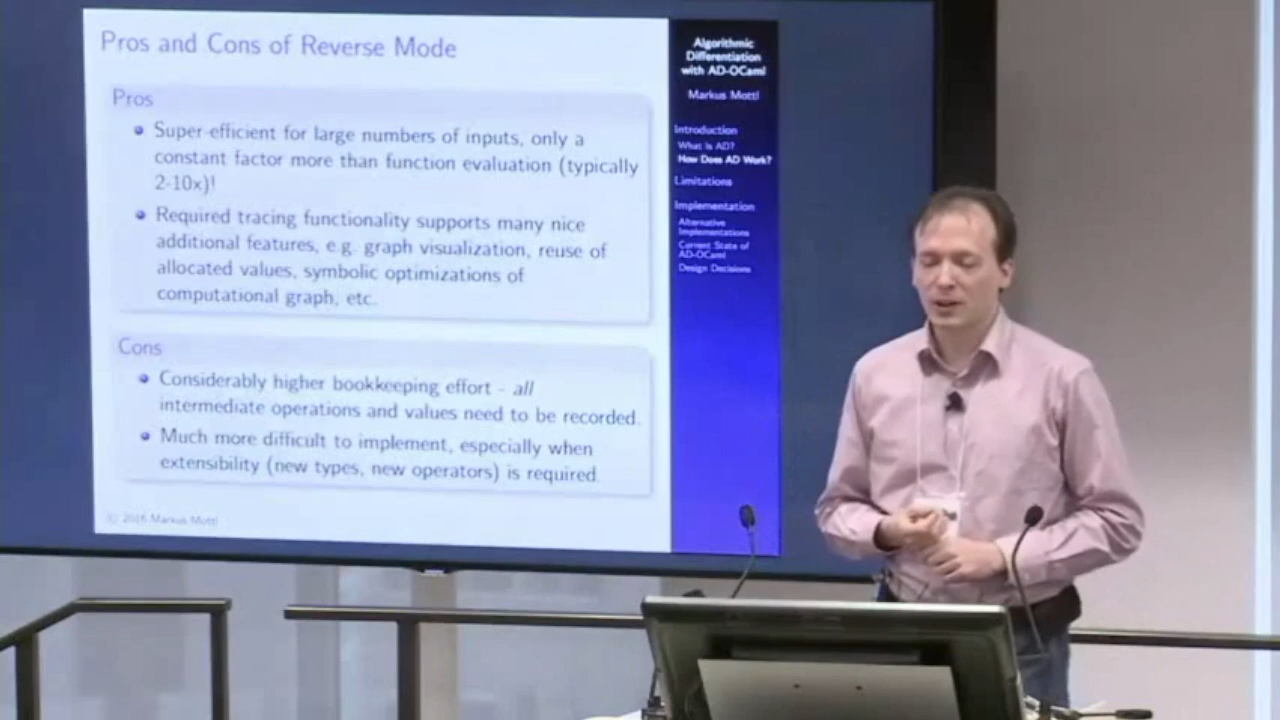 Pros and Cons of Reverse Mode
Pros
Super-efficient for large numbers of inputs, only a
constant factor more than function evaluation (typically
2-10x)!
Required tracing functionality supports many nice
additional features, e.g. graph visualization, reuse of
allocated values, symbolic optimizations of
computational graph, etc.
Cons
Considerably higher bookkeeping effort - all
intermediate operations and values need to be recorded.
Much more difficult to implement, especially when
extensibility (new types, new operators) is required.
© 2016 Markus Mottl
Algorithmic
Differentiation
with AD-OCaml
Markus Mottl
Introduction
What is AD?
How Does AD Work?
Limitations
Implementation
Alternative
Implementations
Current State of
AD-OCaml
Design Decisions